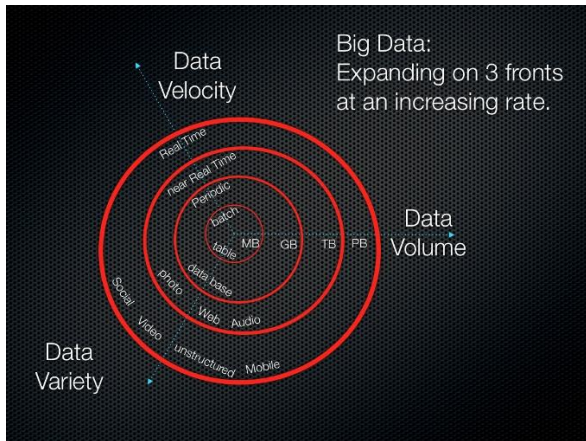 Big Data:
Expanding on 3 fronts
at an increasing rate.
Data
Velocity
Real Time
near Real Time
Periodic
batch
table
MB
GB
TB
PB
Data
Volume
data base
photo
Web
Audio
Social
Video
unstructured
Mobile
Data
Variety